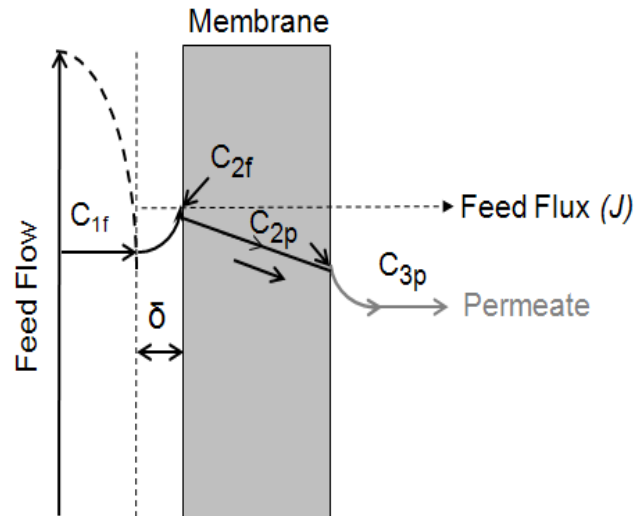 Membrane
C2f
C1f
Feed Flux (J)
C2p
C3p
Permeate
δ
Feed Flow